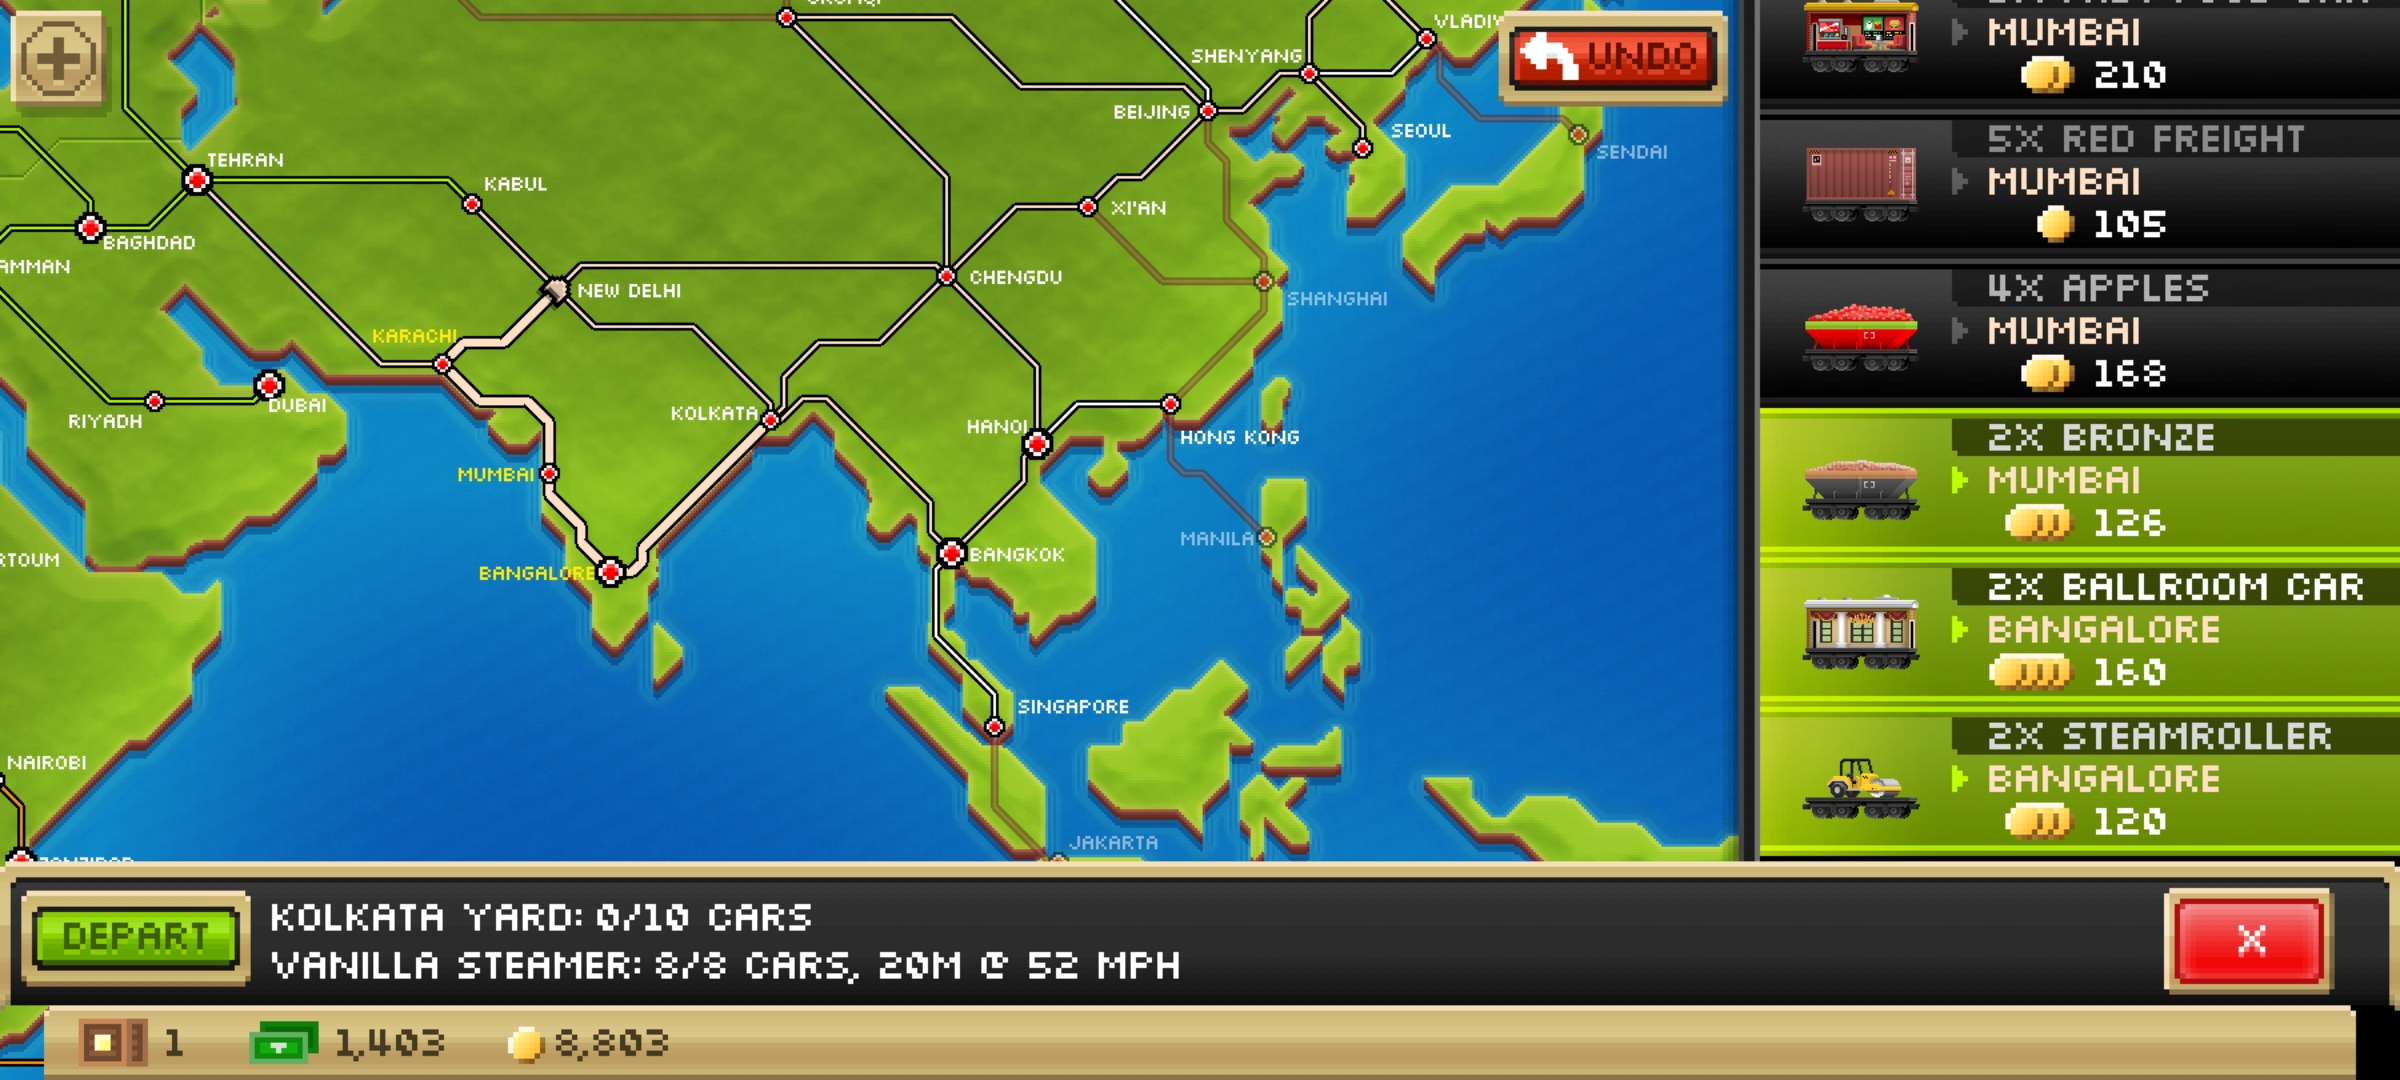 VLADIV
SHENYANG
UNDO
BEIJING
SEOUL
SENDAI
TEHRAN
KABUL
XI'AN
BAGHDAD
AMMAN
CHENGDU
NEW DELHI
SHANGHAI
KARACHI
DUBAI
RIYADH
KOLKATA
HANOI
HONG KONG
MUMBAI
MANILA
BANGKOK
RTOUM
BANGALORE
SINGAPORE
NAIROBI
JAKARTA
ZANZIBAR
MUMBAI
210
5X RED FREIGHT
MUMBAI
105
4X APPLES
MUMBAI
168
2X BRONZE
MUMBAI
126
2X BALLROOM CAR
BANGALORE
160
2X STEAMROLLER
BANGALORE
120
DEPART
KOLKATA YARD: 0/10 CARS
VANILLA STEAMER: 8/8 CARS, 20M @ 52 MPH
X
1
1,403
8,803